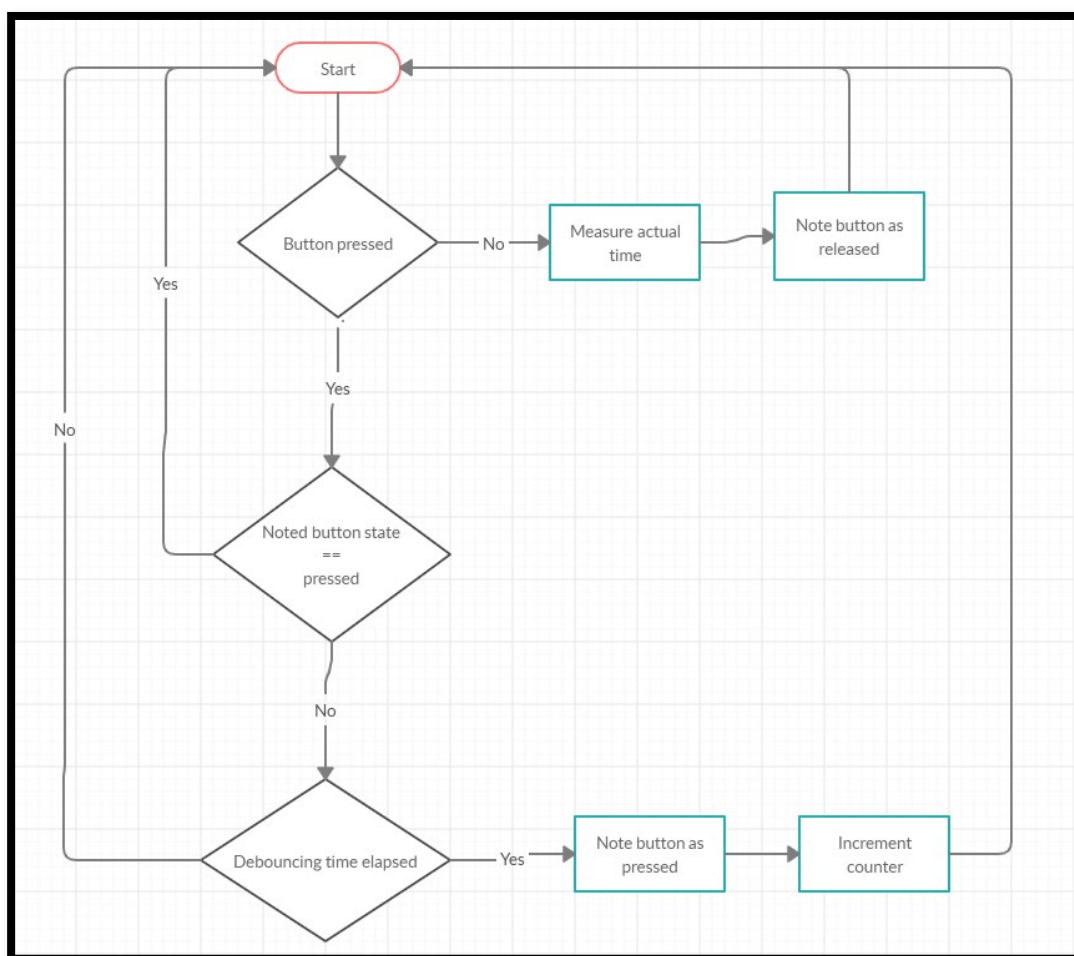 Start
Button pressed
No
Measure actual
time
Note button as
released
Yes
Yes
No
Noted button state
==
pressed
No
Debouncing time elapsed
Yes
Note button as
pressed
Increment
counter